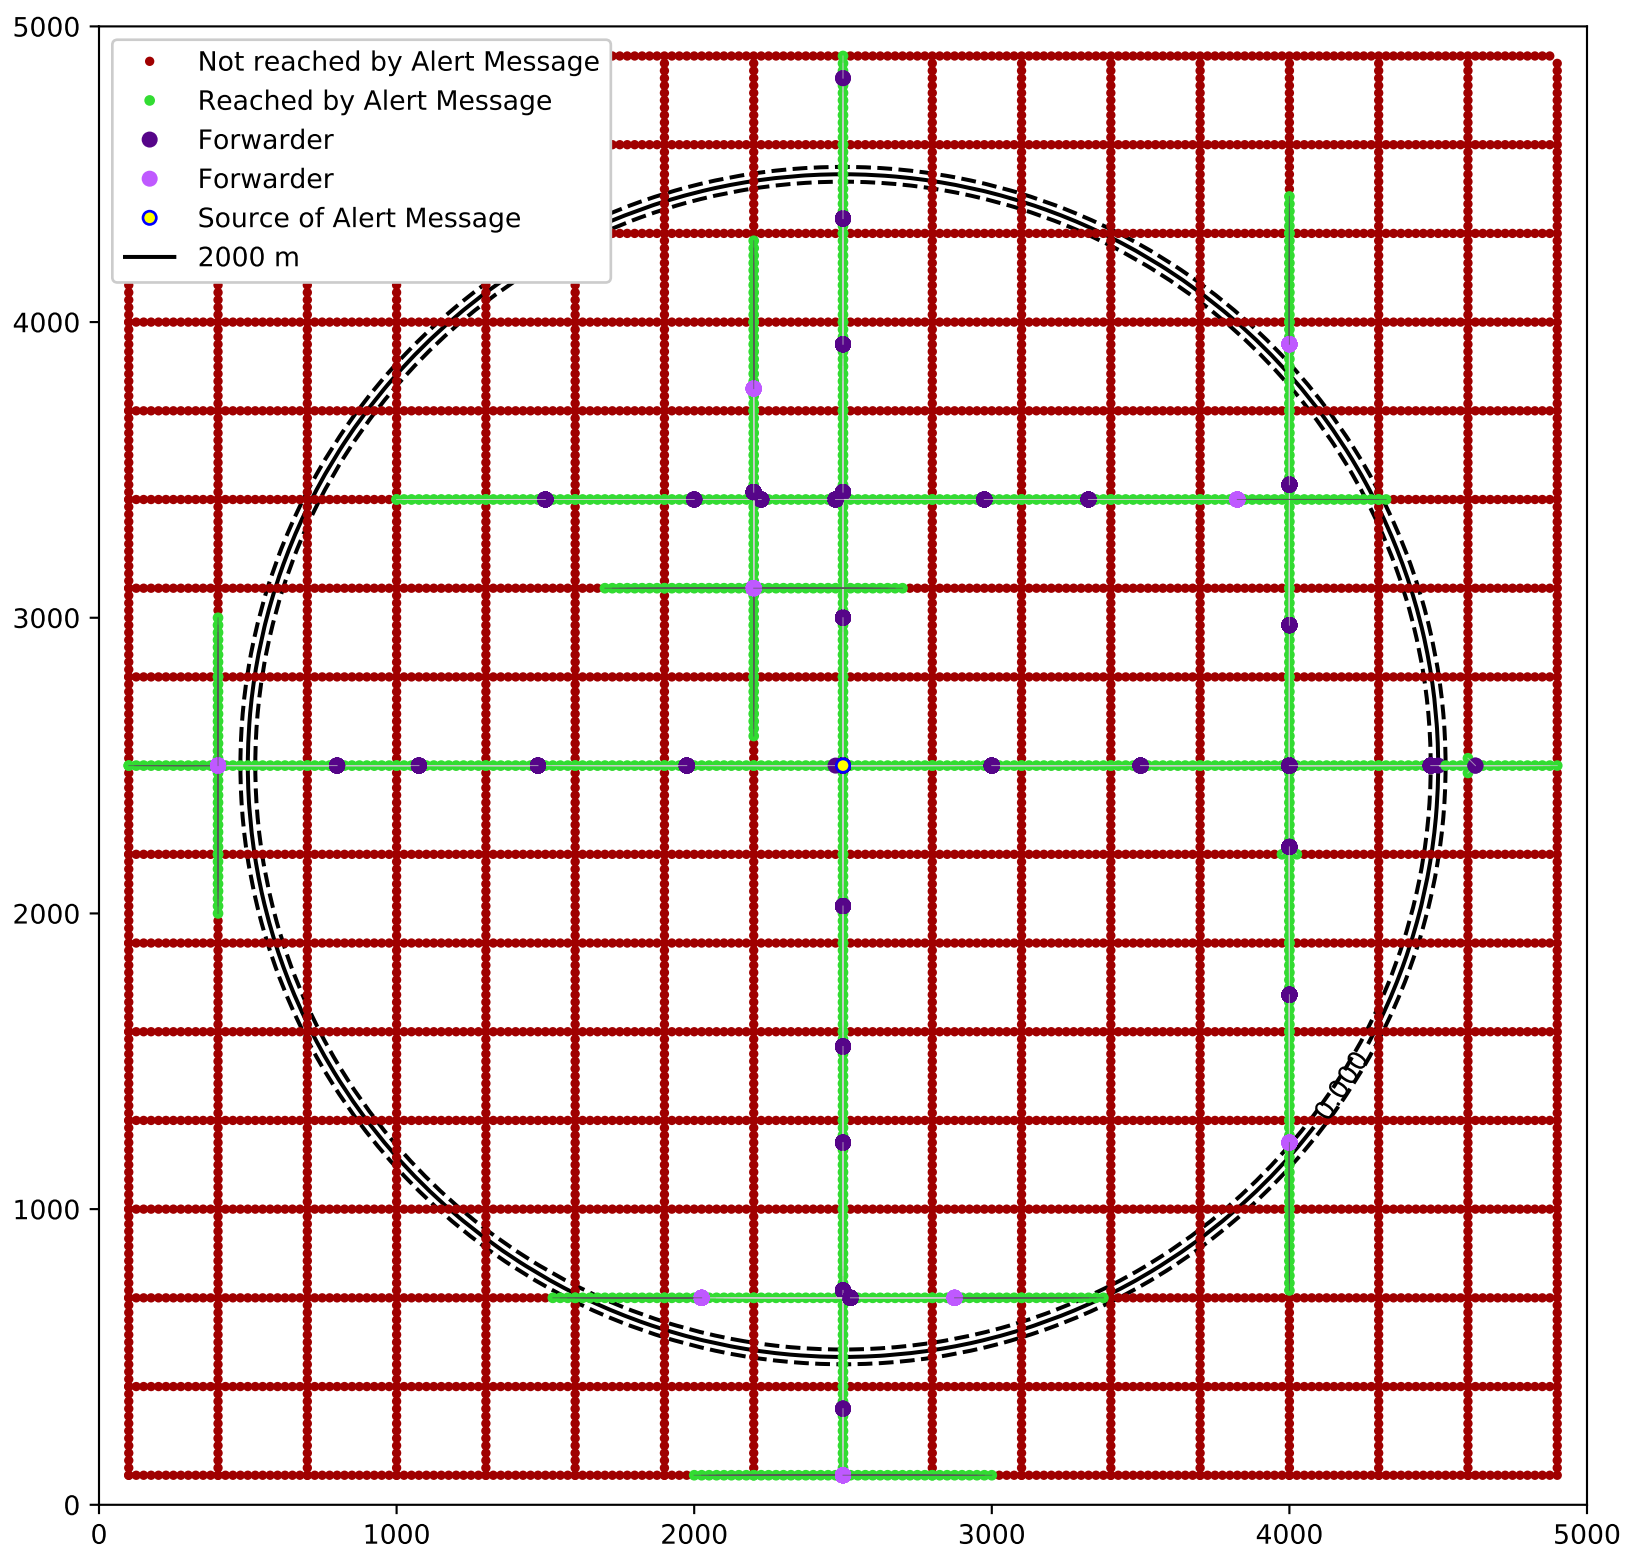 5000
4000
3000
2000
1000
0
Not reached by Alert Message
Reached by Alert Message
Forwarder
Forwarder
Source of Alert Message
2000 m
0 1000 2000 3000 4000 5000